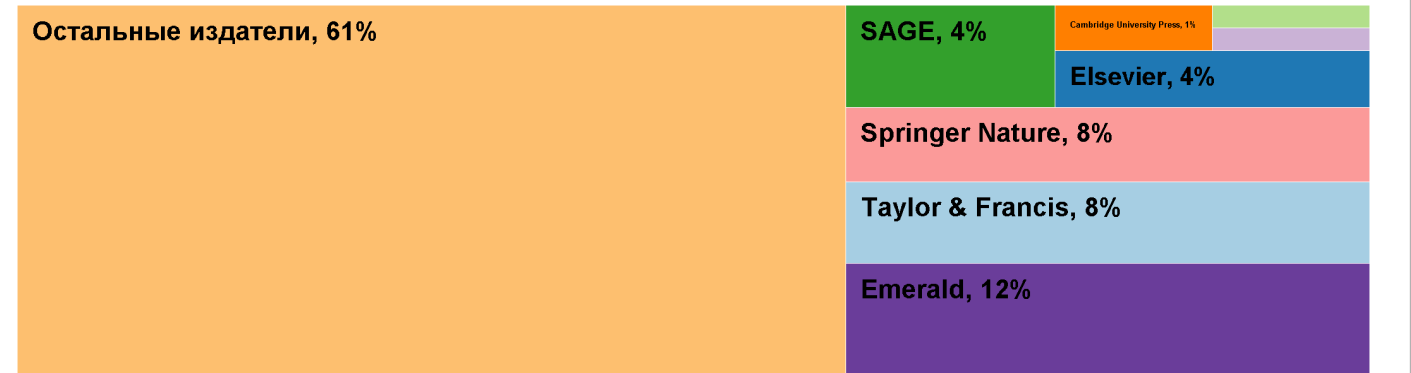 Остальные издатели, 61%
SAGE, 4%
Cambridge University Press, 1%
Elsevier, 4%
Springer Nature, 8%
Taylor & Francis, 8%
Emerald, 12%